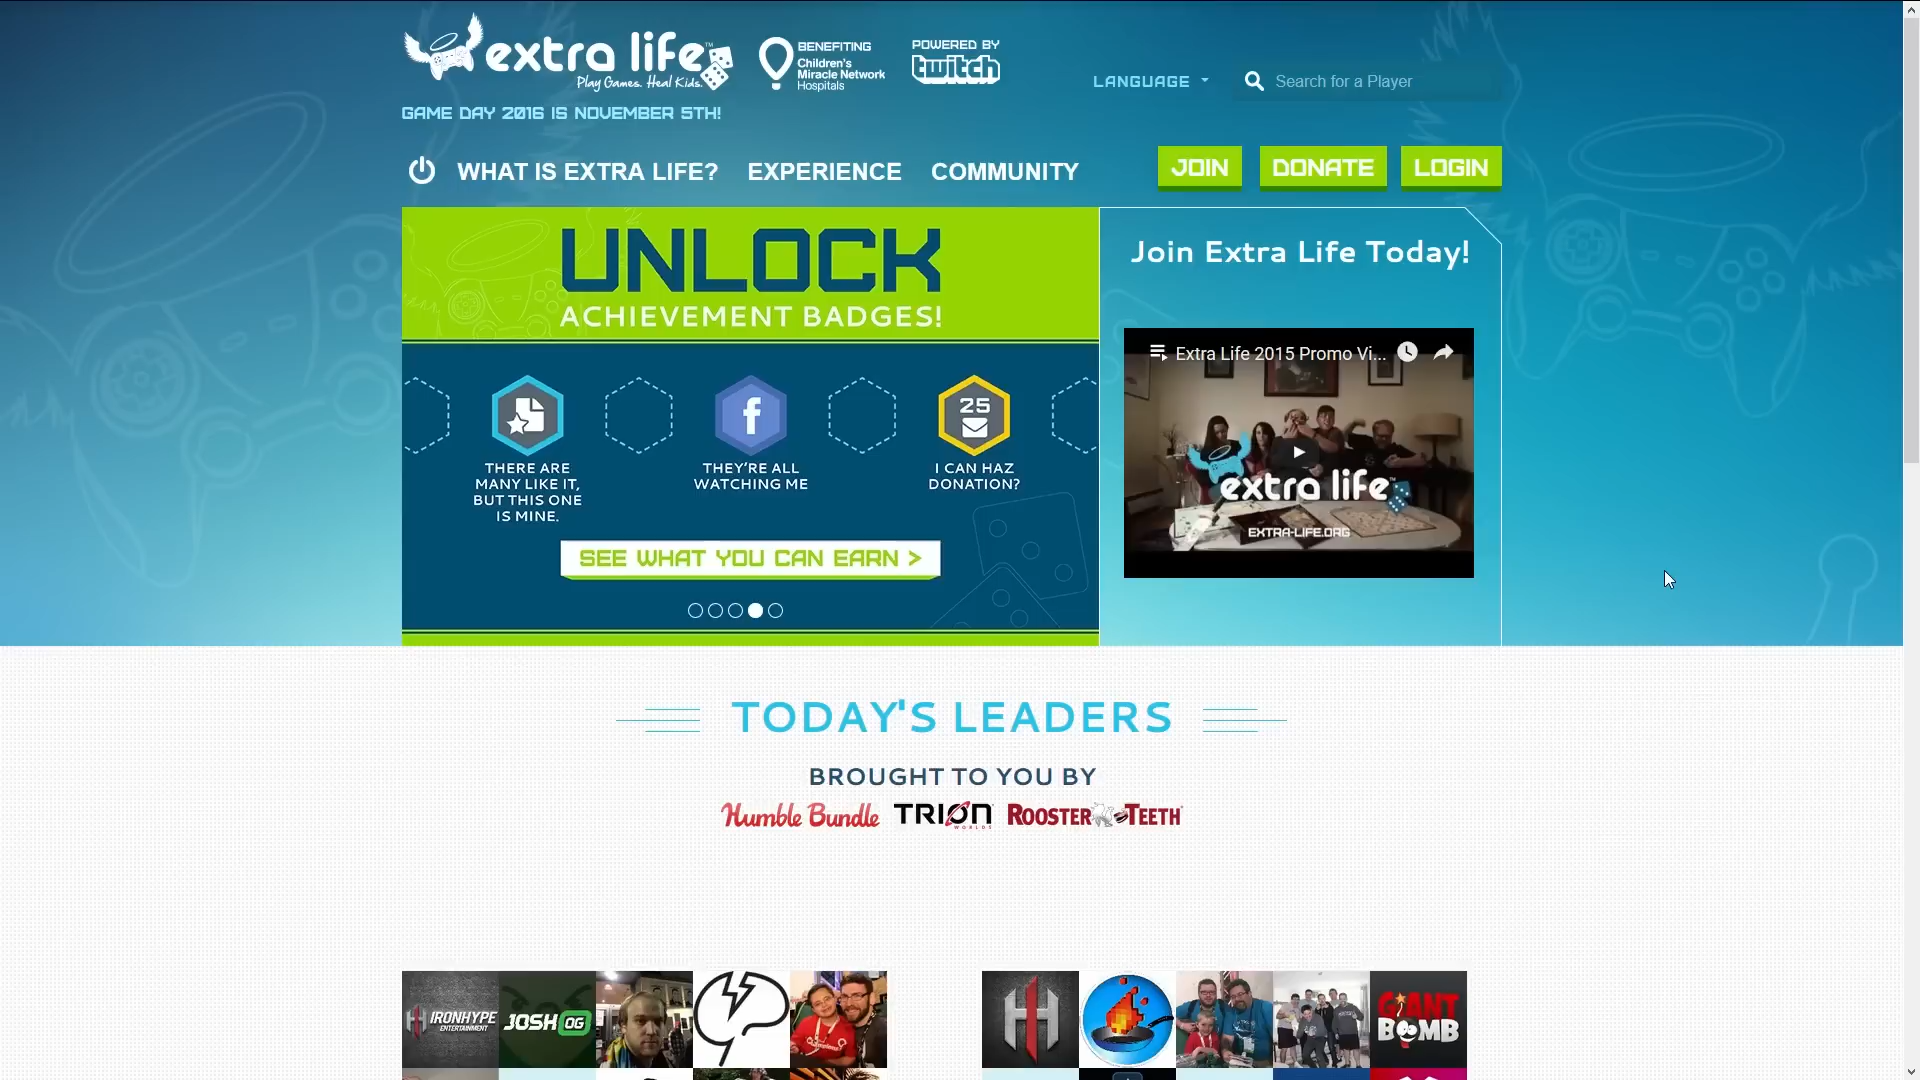 extra life™
Play Games. Heal Kids.
BENEFITING
Children's
Miracle Network
Hospitals
POWERED BY
twitch
LANGUAGE
Search for a Player
GAME DAY 2016 IS NOVEMBER 5TH!
WHAT IS EXTRA LIFE?
EXPERIENCE
COMMUNITY
JOIN
DONATE
LOGIN
UNLOCK
ACHIEVEMENT BADGES!
THERE ARE
MANY LIKE IT,
BUT THIS ONE
IS MINE.
f
THEY'RE ALL
WATCHING ME
25
I CAN HAZ
DONATION?
SEE WHAT YOU CAN EARN >
Join Extra Life Today!
Extra Life 2015 Promo Vi...
extra life™
EXTRA-LIFE.ORG
TODAY'S LEADERS
BROUGHT TO YOU BY
Humble Bundle
TRION
WORLDS
ROOSTER TEETH
IRONHYPE
ENTERTAINMENT
JOSH OG
GIANT
BOMB